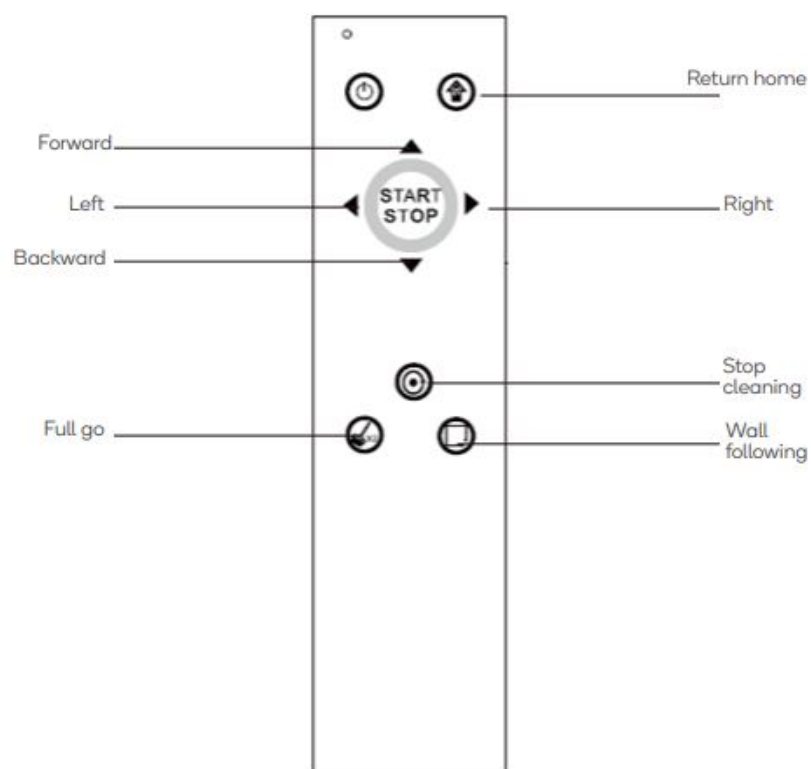 Return home
Forward
Left
START
STOP
Right
Backward
Stop
cleaning
Full go
Wall
following